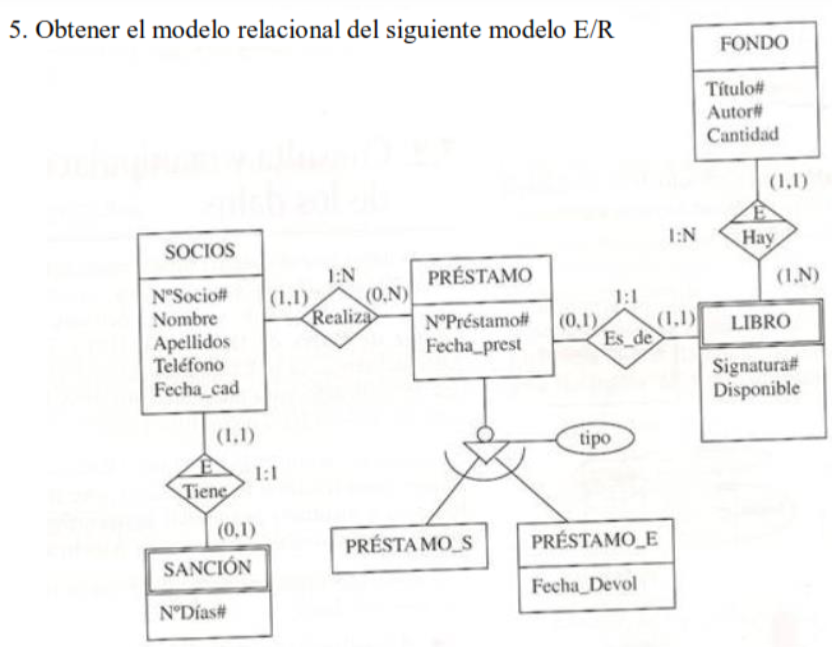 5. Obtener el modelo relacional del siguiente modelo E/R
FONDO
Título#
Autor#
Cantidad
(1,1)
E
1:N
Hay
(1,N)
SOCIOS
NºSocio#
Nombre
Apellidos
Teléfono
Fecha_cad
1:N
(1,1)
(0,N)
Realiza
PRÉSTAMO
NºPréstamo#
Fecha_prest
1:1
(0,1)
(1,1)
Es_de
LIBRO
Signatura#
Disponible
(1,1)
E
1:1
Tiene
(0,1)
SANCIÓN
NºDías#
tipo
PRÉSTAMO_S
PRÉSTAMO_E
Fecha_Devol